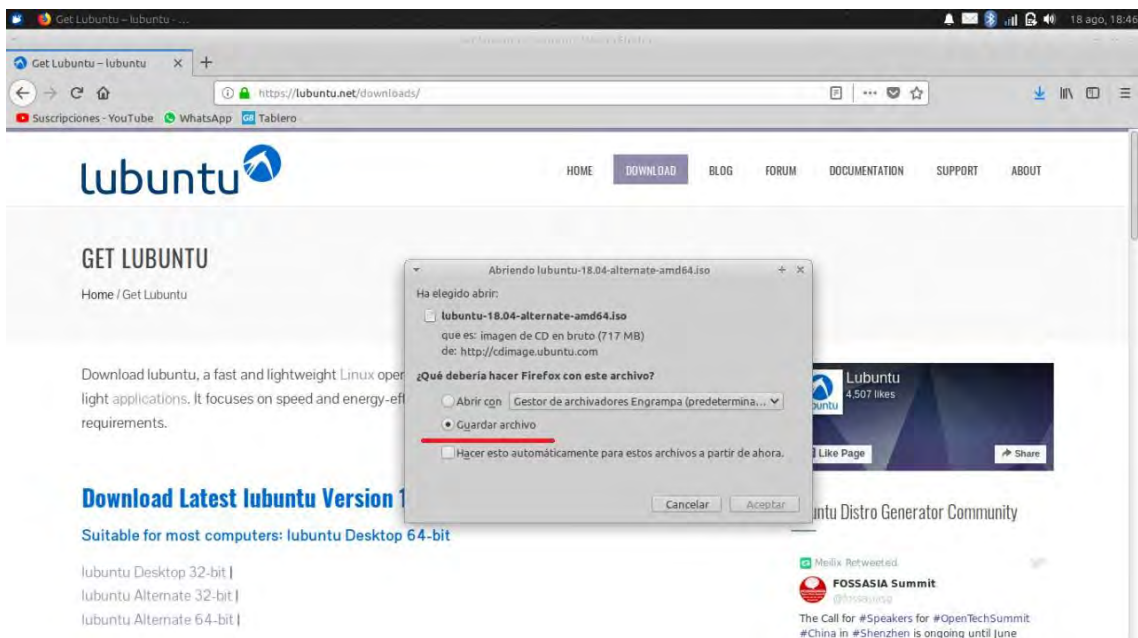 Get Lubuntu – lubuntu - ...
18 ago, 18:46
Get Lubuntu – lubuntu
https://lubuntu.net/downloads/
Suscripciones - YouTube
WhatsApp
GB Tablero
lubuntu
HOME
DOWNLOAD
BLOG
FORUM
DOCUMENTATION
SUPPORT
ABOUT
GET LUBUNTU
Home / Get Lubuntu
Abriendo lubuntu-18.04-alternate-amd64.iso
Ha elegido abrir:
lubuntu-18.04-alternate-amd64.iso
que es: imagen de CD en bruto (717 MB)
de: http://cdimage.ubuntu.com
¿Qué debería hacer Firefox con este archivo?
Abrir con Gestor de archivadores Engrampa (predetermina...
Guardar archivo
Hacer esto automáticamente para estos archivos a partir de ahora.
Cancelar
Aceptar
Download lubuntu, a fast and lightweight Linux oper
light applications. It focuses on speed and energy-ef
requirements.
Lubuntu
4,507 likes
Like Page
Share
Download Latest lubuntu Version 1
Suitable for most computers: lubuntu Desktop 64-bit
lubuntu Desktop 32-bit |
lubuntu Alternate 32-bit |
lubuntu Alternate 64-bit |
untu Distro Generator Community
Meilix Retweeted
FOSSASIA Summit
@fossasia
The Call for #Speakers for #OpenTechSummit
#China in #Shenzhen is ongoing until June